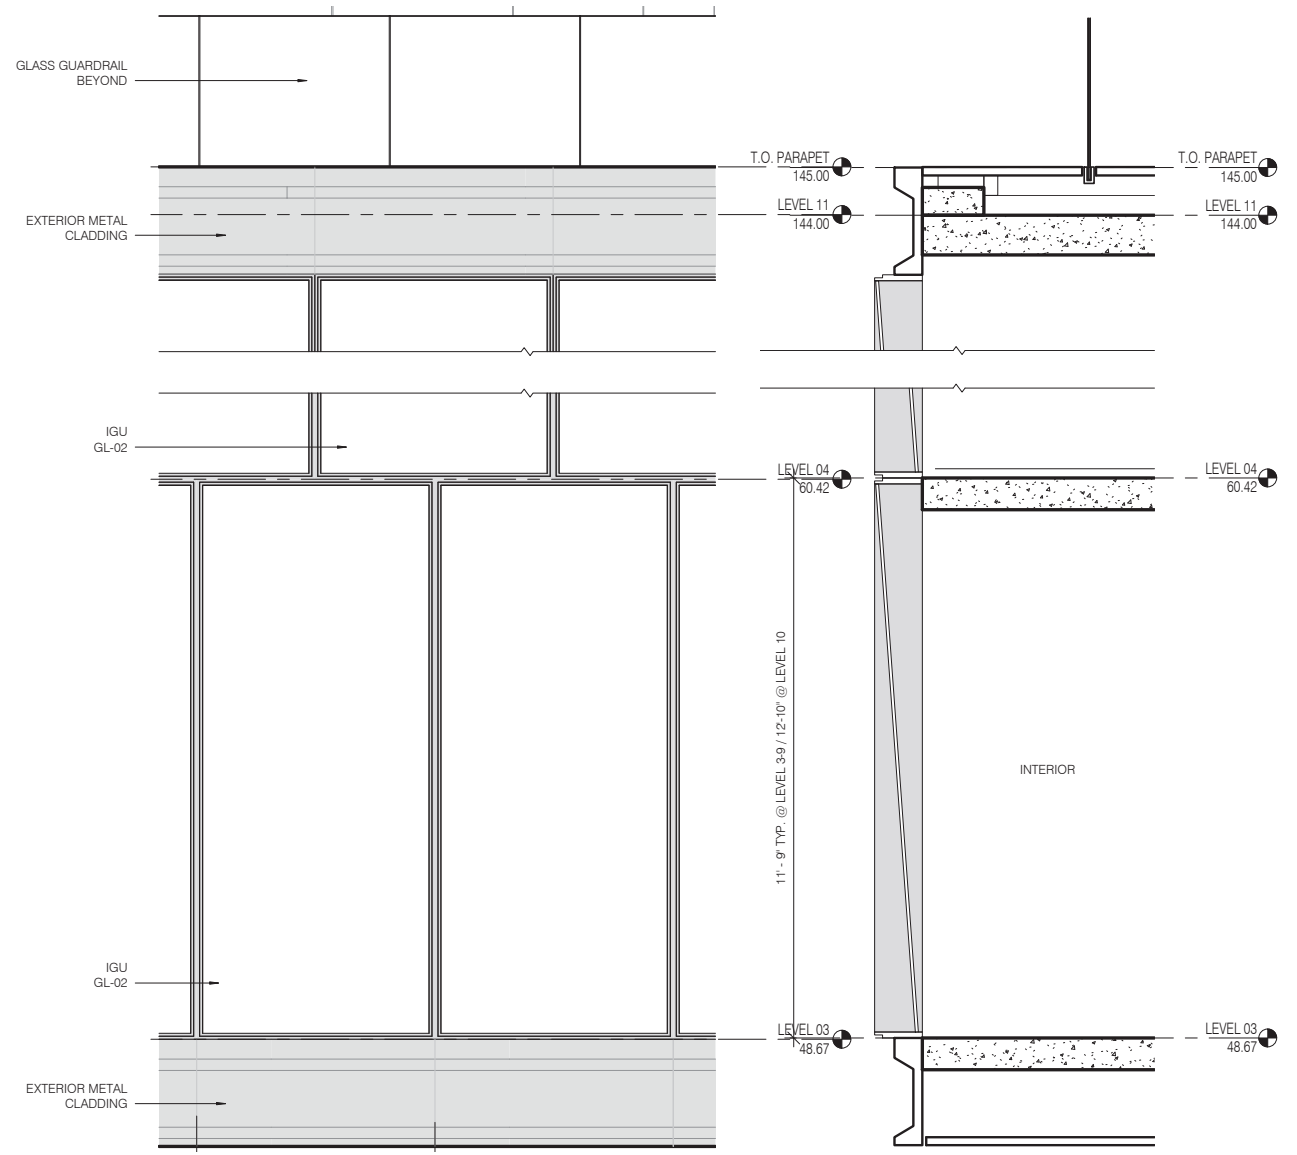 GLASS GUARDRAIL
BEYOND
T.O. PARAPET
145.00
T.O. PARAPET
145.00
LEVEL 11
144.00
LEVEL 11
144.00
EXTERIOR METAL
CLADDING
IGU
GL-02
LEVEL 04
60.42
LEVEL 04
60.42
11' - 9" TYP. @ LEVEL 3-9 / 12'-10" @ LEVEL 10
INTERIOR
IGU
GL-02
LEVEL 03
48.67
LEVEL 03
48.67
EXTERIOR METAL
CLADDING